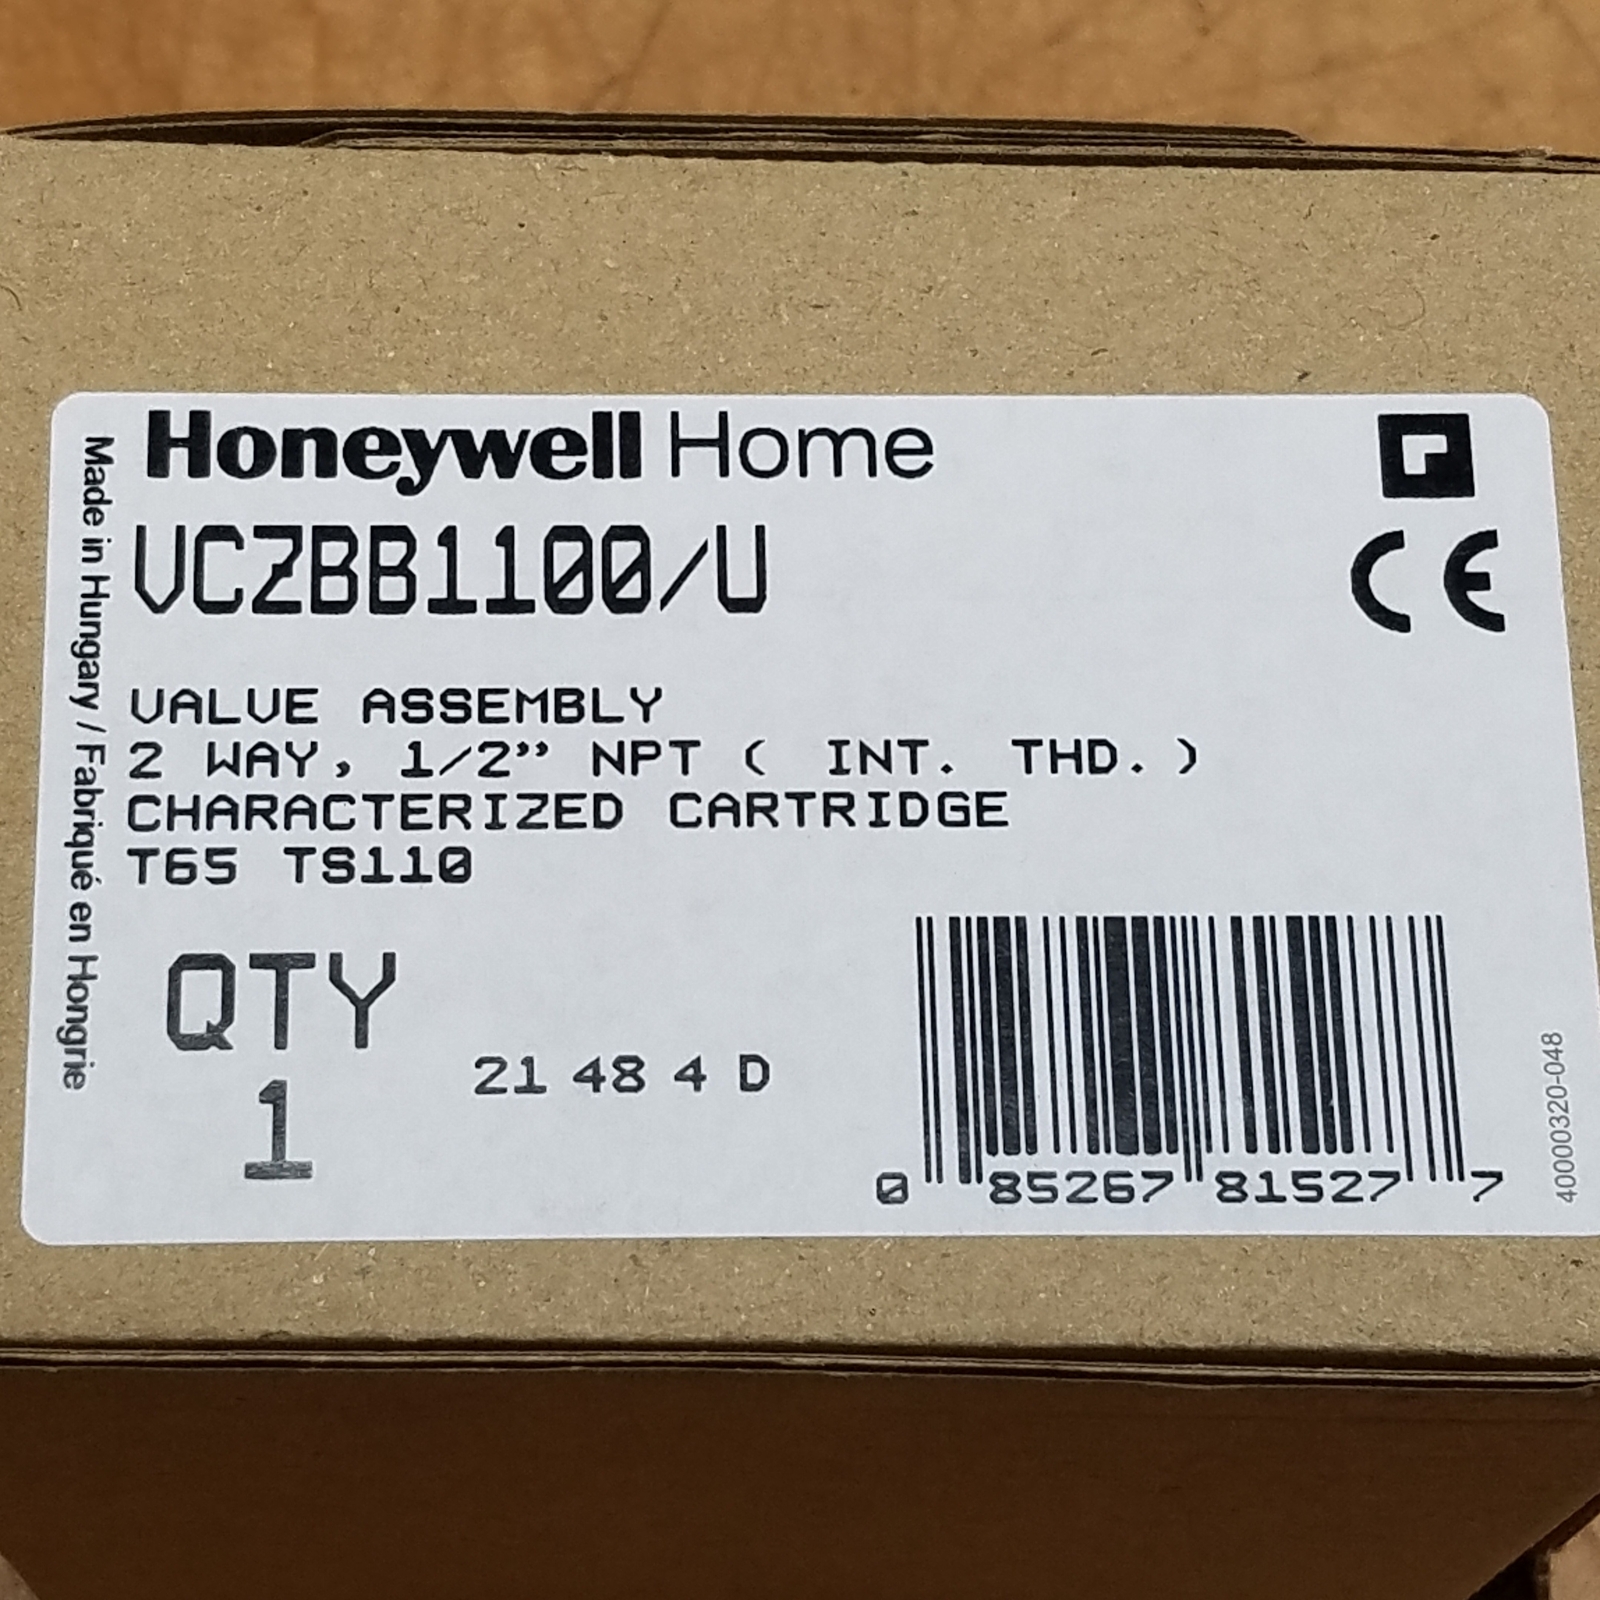 Honeywell Home
VCZBB1100/U
VALVE ASSEMBLY
2 WAY, 1/2” NPT ( INT. THD. )
CHARACTERIZED CARTRIDGE
T65 TS110
QTY
1
21 48 4 D
0 85267 81527 7
Made in Hungary / Fabriqué en Hongrie
40000320-048
CE